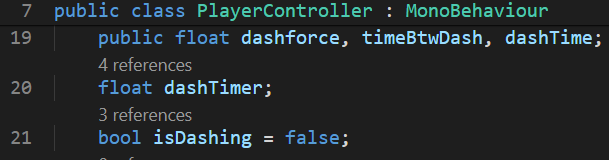 7 public class PlayerController : MonoBehaviour
19 public float dashforce, timeBtwDash, dashTime;
4 references
20 float dashTimer;
3 references
21 bool isDashing = false;